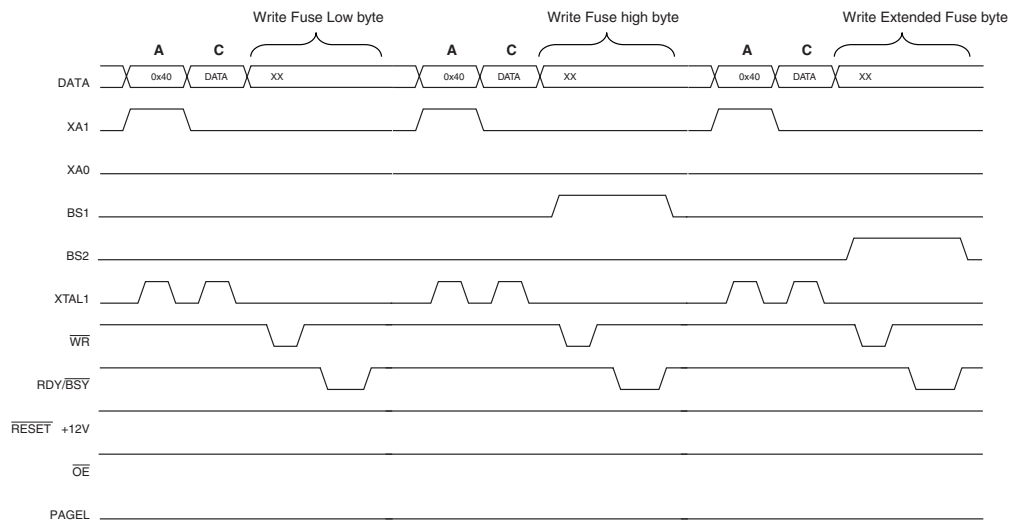 Write Fuse Low byte Write Fuse high byte Write Extended Fuse byte
A C A C A C
DATA 0x40 DATA XX 0x40 DATA XX 0x40 DATA XX
XA1
XA0
BS1
BS2
XTAL1
WR
RDY/BSY
RESET +12V
OE
PAGEL